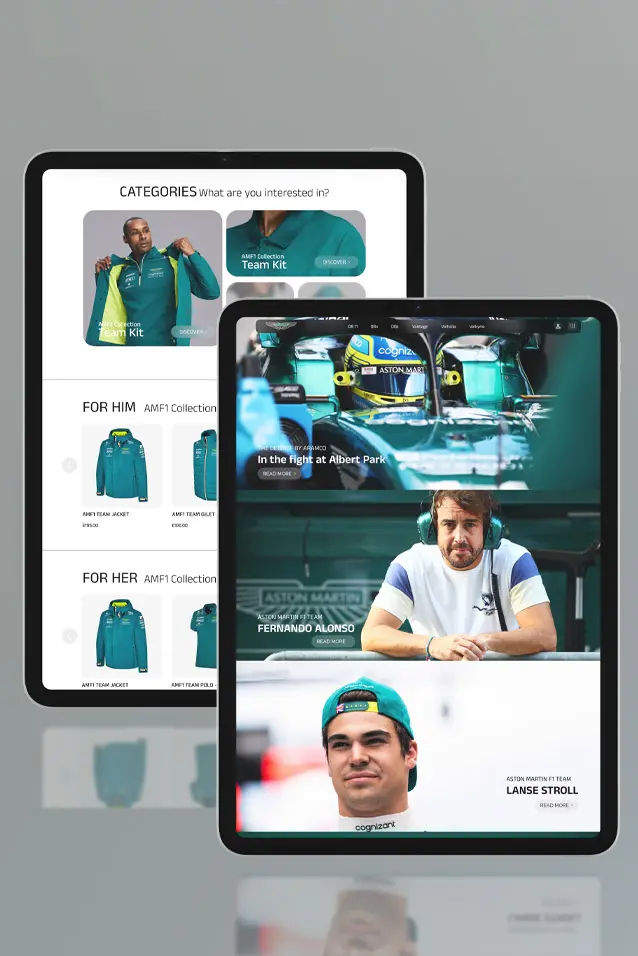 CATEGORIES What are you interested in?
AMF1 Collection
Team Kit
DISCOVER
AMF1 Collection
Team Kit
DISCOVER
FOR HIM AMF1 Collection
AMF1 TEAM JACKET
£195.00
AMF1 TEAM GILET
£100.00
FOR HER AMF1 Collection
AMF1 TEAM JACKET
AMF1 TEAM POLO -
DB11
DBS
DBX
Vantage
Valhalla
Valkyrie
cognizant
ASTON MARTI
BY ARAMCO
In the fight at Albert Park
READ MORE
ASTON MARTIN
ASTON MARTIN F1 TEAM
FERNANDO ALONSO
READ MORE
ASTON MARTIN F1 TEAM
LANSE STROLL
READ MORE
cognizant